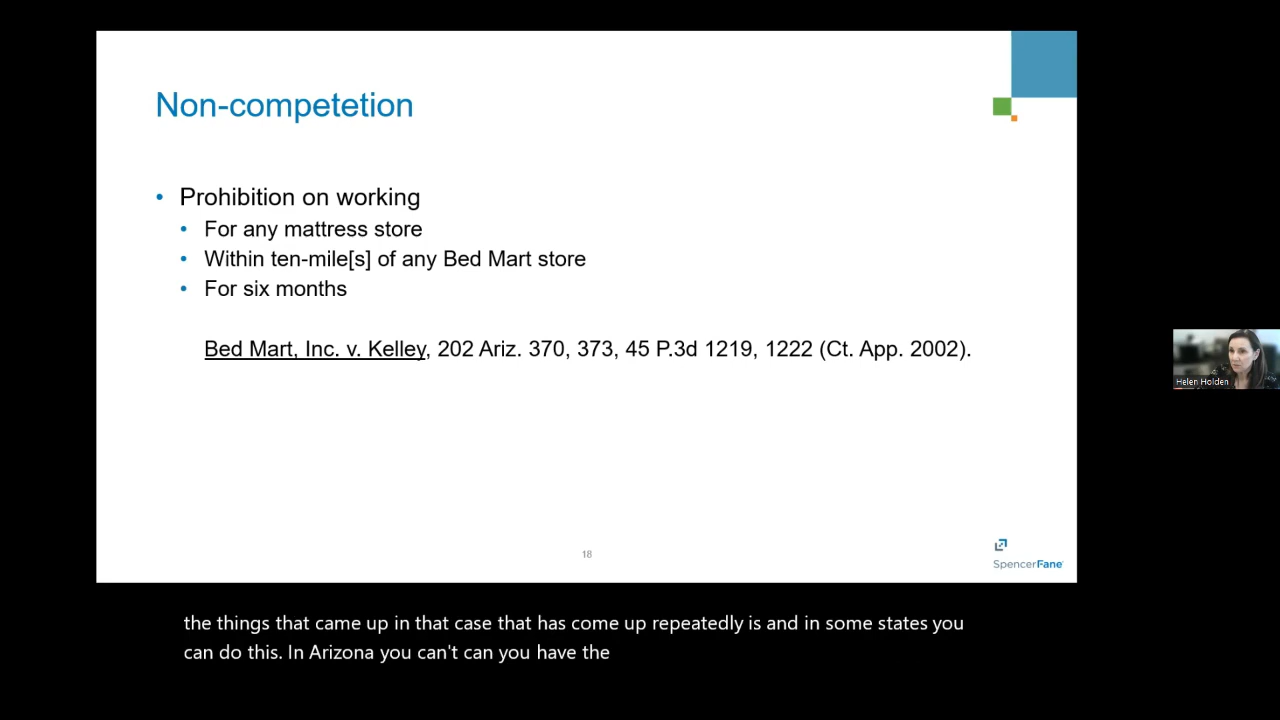 Non-competetion
• Prohibition on working
• For any mattress store
• Within ten-mile[s] of any Bed Mart store
• For six months
Bed Mart, Inc. v. Kelley, 202 Ariz. 370, 373, 45 P.3d 1219, 1222 (Ct. App. 2002).
Helen Holden
18
SpencerFane
the things that came up in that case that has come up repeatedly is and in some states you
can do this. In Arizona you can't can you have the